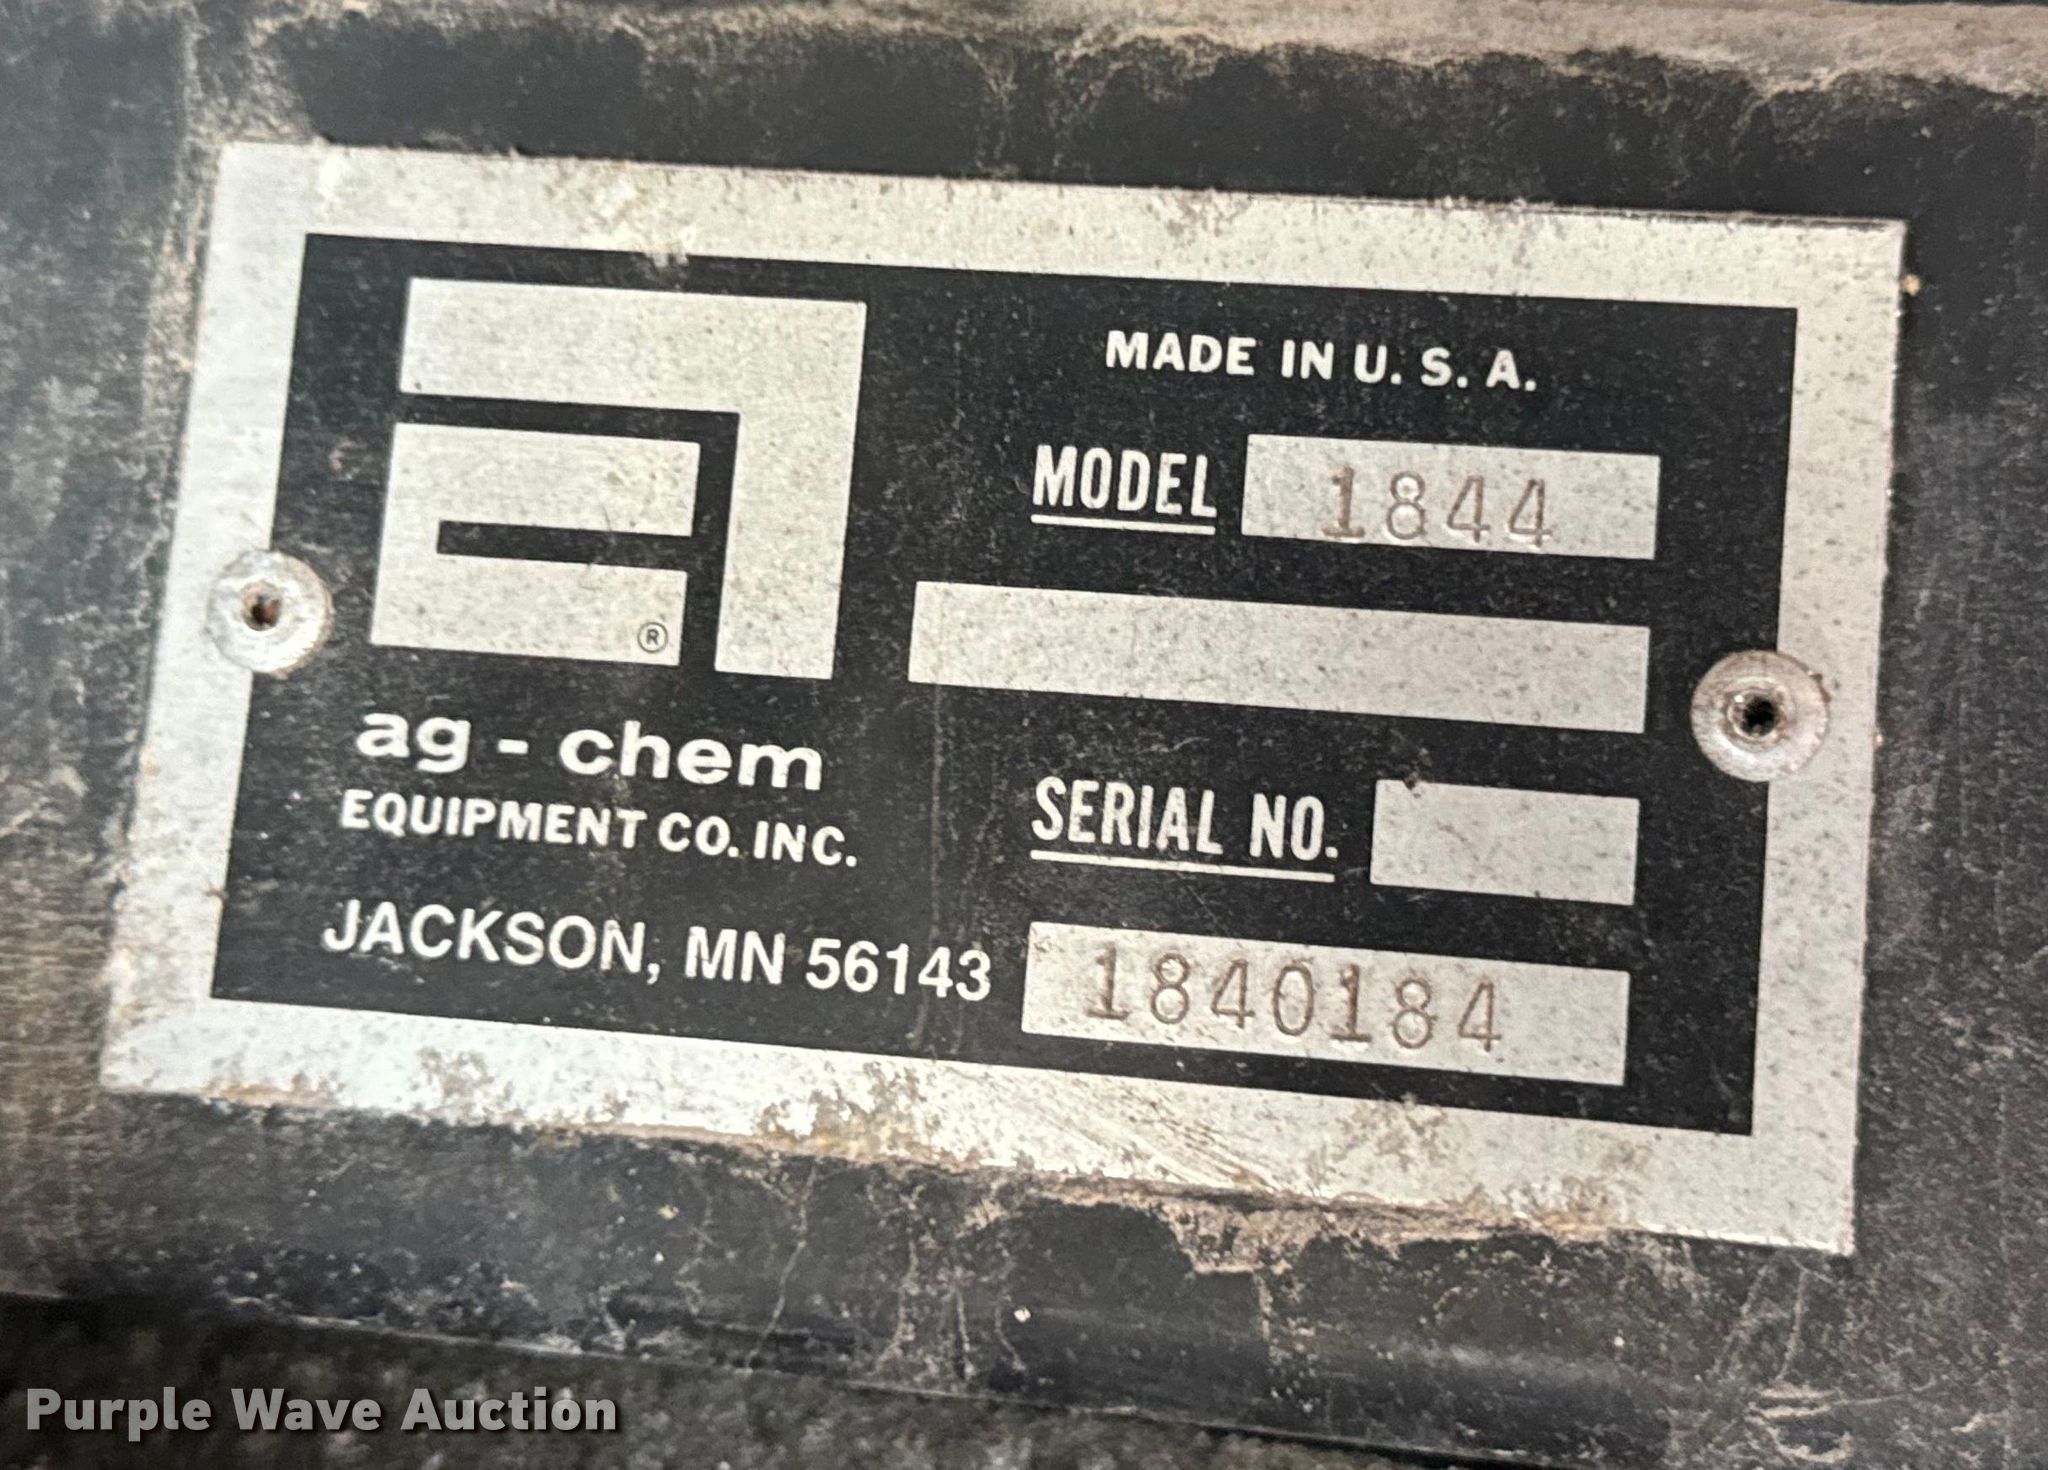 MADE IN U. S. A.
MODEL 1844
®
ag - chem
EQUIPMENT CO. INC.
JACKSON, MN 56143
SERIAL NO.
1840184
Purple Wave Auction